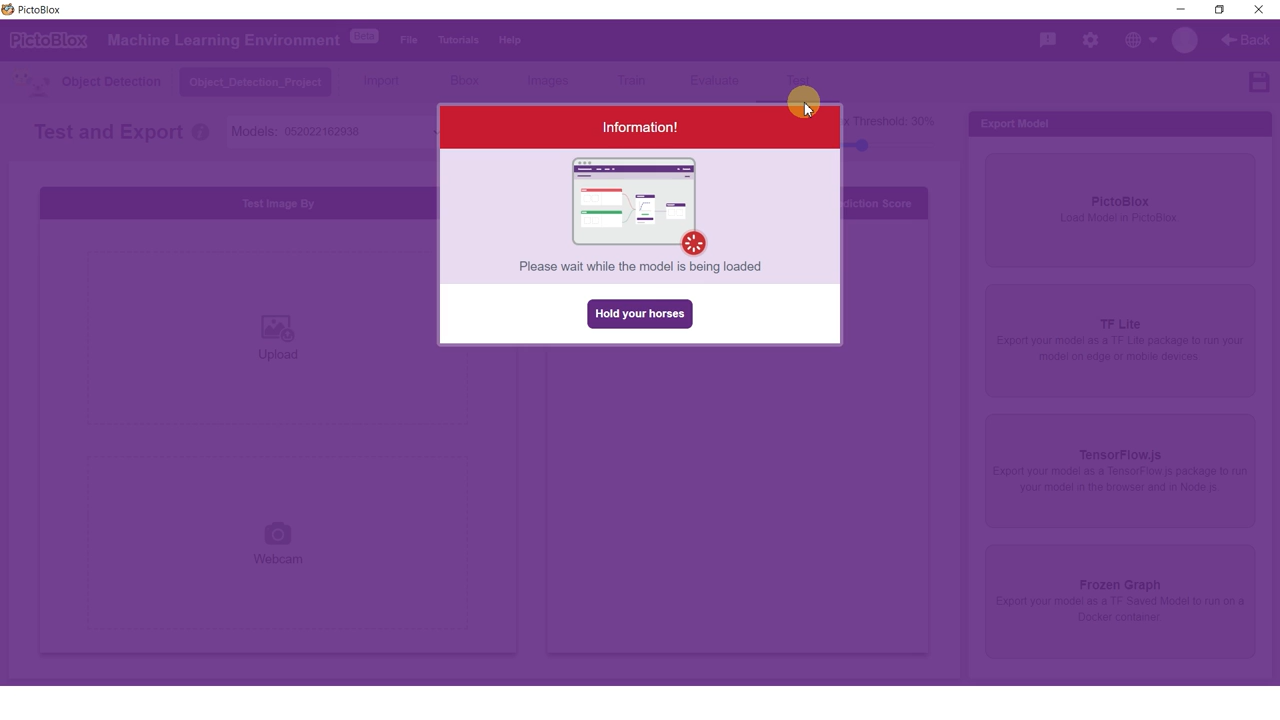 PictoBlox
PictoBlox Machine Learning Environment Beta File Tutorials Help Back
Object Detection Object_Detection_Project Import Bbox Images Train Evaluate Test
Test and Export Models: 052022162938 Threshold: 30%
Export Model
Information!
Please wait while the model is being loaded
Hold your horses
Test Image By
Score
Upload
Webcam
PictoBlox
Load Model in PictoBlox
TF Lite
Export your model as a TF Lite package to run your
model on edge or mobile devices.
TensorFlow.js
Export your model as a TensorFlow.js package to run
your model in the browser and in Node.js.
Frozen Graph
Export your model as a TF Saved Model to run on a
Docker container